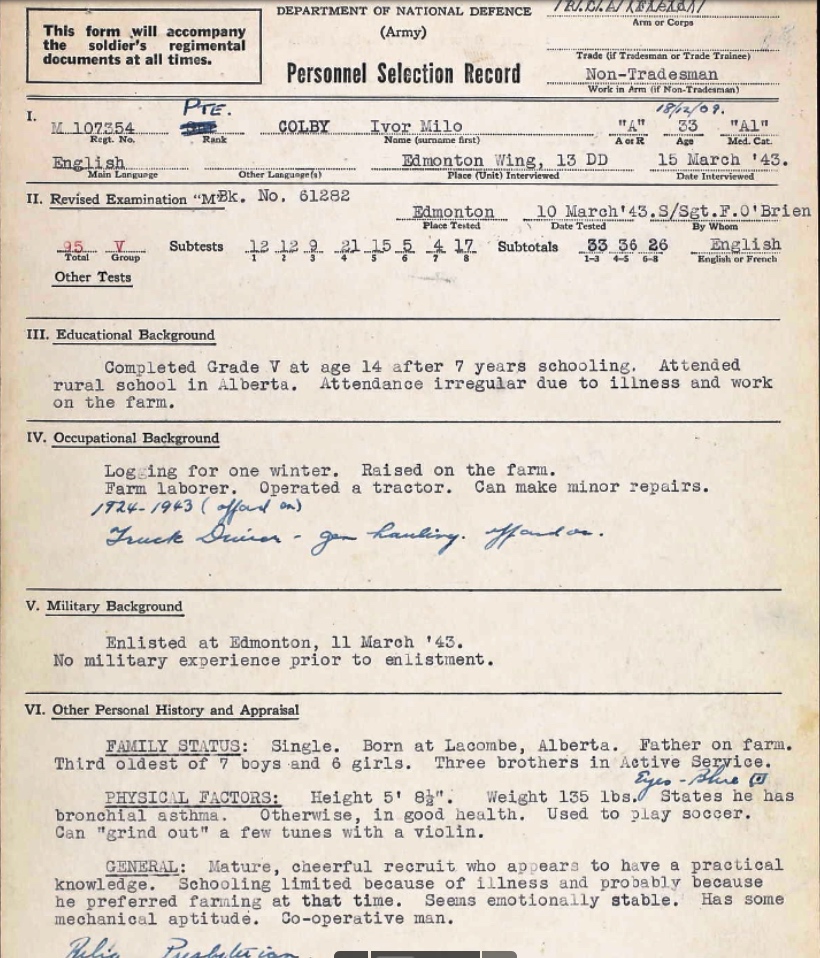 This form will accompany
the soldier's regimental
documents at all times.
DEPARTMENT OF NATIONAL DEFENCE
(Army)
Personnel Selection Record
Arm or Corps
Trade (if Tradesman or Trade Trainee)
Non-Tradesman
Work in Arm (if Non-Tradesman)
PTE. 18/12/09.
I. M 107354 COLBY Ivor Milo "A" 33 "A1"
Regt. No. Rank Name (surname first) A or R Age Med. Cat.
English Edmonton Wing, 13 DD 15 March '43.
Main Language Other Language(s) Place (Unit) Interviewed Date Interviewed
II. Revised Examination "M" Bk. No. 61282
Edmonton 10 March'43. S/Sgt.F.O'Brien
Place Tested Date Tested By Whom
95 V Subtests 12 12 9 21 15 5 4 17 Subtotals 33 36 26 English
Total Group 1 2 3 4 5 6 7 8 1-3 4-5 6-8 English or French
Other Tests
III. Educational Background
Completed Grade V at age 14 after 7 years schooling. Attended
rural school in Alberta. Attendance irregular due to illness and work
on the farm.
IV. Occupational Background
Logging for one winter. Raised on the farm.
Farm laborer. Operated a tractor. Can make minor repairs.
1924-1943 (off and on)
Truck Driver - gen hauling. off and on.
V. Military Background
Enlisted at Edmonton, 11 March '43.
No military experience prior to enlistment.
VI. Other Personal History and Appraisal
FAMILY STATUS: Single. Born at Lacombe, Alberta. Father on farm.
Third oldest of 7 boys and 6 girls. Three brothers in Active Service.
Eyes - Blue
PHYSICAL FACTORS: Height 5' 8½". Weight 135 lbs. States he has
bronchial asthma. Otherwise, in good health. Used to play soccer.
Can "grind out" a few tunes with a violin.
GENERAL: Mature, cheerful recruit who appears to have a practical
knowledge. Schooling limited because of illness and probably because
he preferred farming at that time. Seems emotionally stable. Has some
mechanical aptitude. Co-operative man.
Relig Presbyterian.